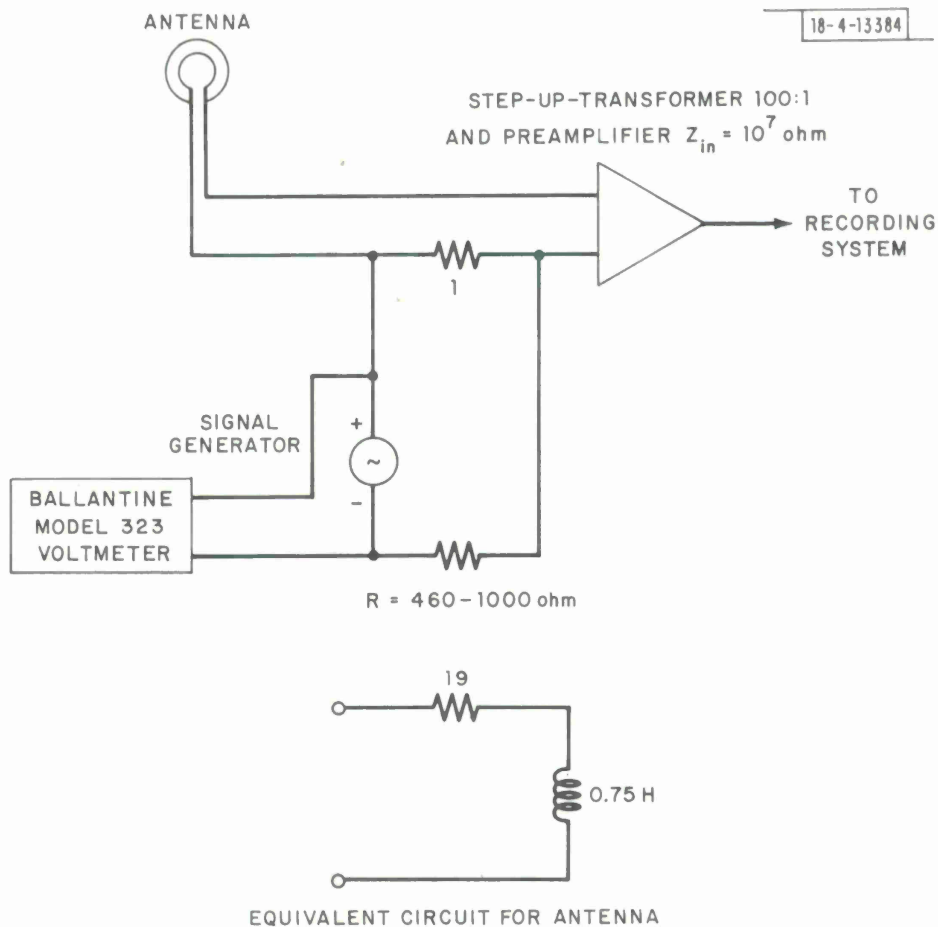 ANTENNA
18-4-13384
STEP-UP-TRANSFORMER 100:1
AND PREAMPLIFIER Z_in = 10^7 ohm
TO
RECORDING
SYSTEM
1
SIGNAL
GENERATOR
+
~
-
BALLANTINE
MODEL 323
VOLTMETER
R = 460-1000 ohm
19
0.75 H
EQUIVALENT CIRCUIT FOR ANTENNA